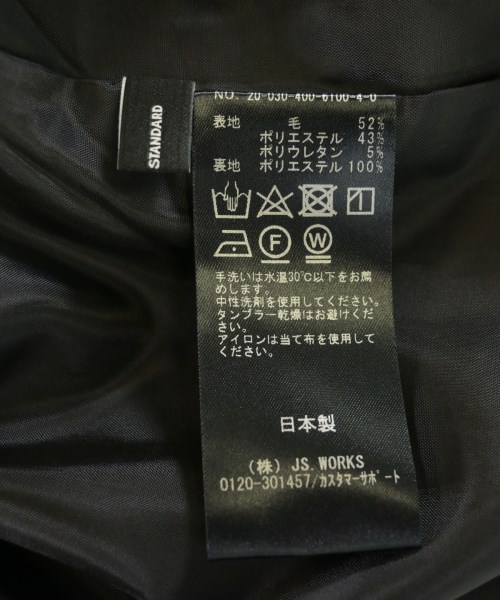 STANDARD
NO. 20-030-400-6100-4-0
表地 毛 52%
ポリエステル 43%
ポリウレタン 5%
裏地 ポリエステル 100%
F W
手洗いは水温30℃以下をお薦
めします。
中性洗剤を使用してください。
タンブラー乾燥はお避けくださ
い。
アイロンは当て布を使用して
ください。
日本製
(株) JS. WORKS
0120-301457/カスタマーサポート